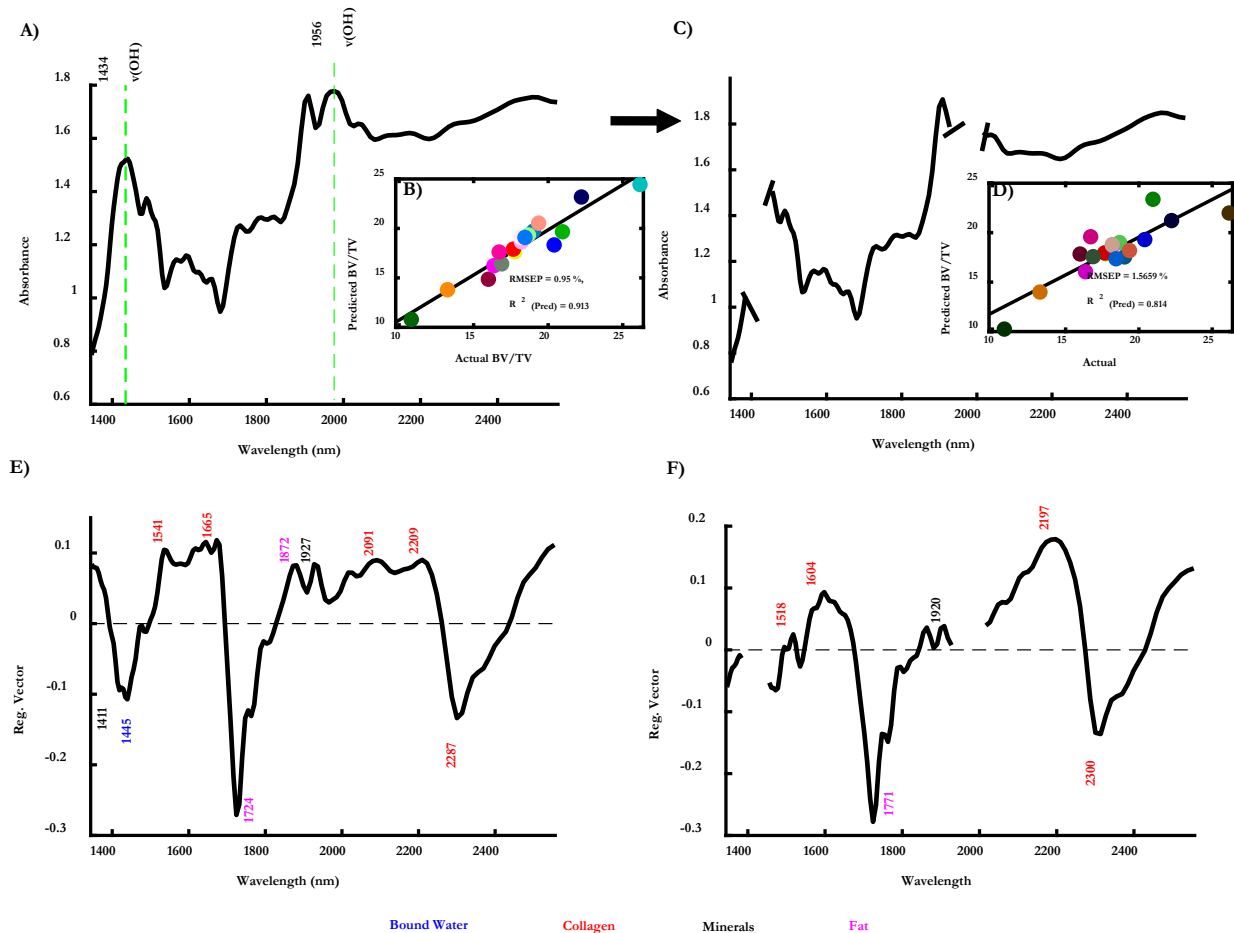 A)
1434
ν(OH)
1956
ν(OH)
1.8
1.6
1.4
1.2
1
0.8
0.6
Absorbance
1400 1600 1800 2000 2200 2400
Wavelength (nm)
B)
25
20
15
10
Predicted BV/TV
RMSEP = 0.95 %,
R 2 (Pred) = 0.913
10 15 20 25
Actual BV/TV
C)
1.8
1.6
1.4
1.2
1
0.8
0.6
Absorbance
1400 1600 1800 2000 2200 2400
Wavelength (nm)
D)
25
20
15
10
Predicted BV/TV
RMSEP = 1.5659 %
R 2 (Pred) = 0.814
10 15 20 25
Actual
E)
0.1
0
-0.1
-0.2
-0.3
Reg. Vector
1411
1445
1541
1665
1724
1872
1927
2091
2209
2287
1400 1600 1800 2000 2200 2400
Wavelength (nm)
F)
0.2
0.1
0
-0.1
-0.2
-0.3
Reg. Vector
1518
1604
1771
1920
2197
2300
1400 1600 1800 2000 2200 2400
Wavelength
Bound Water Collagen Minerals Fat